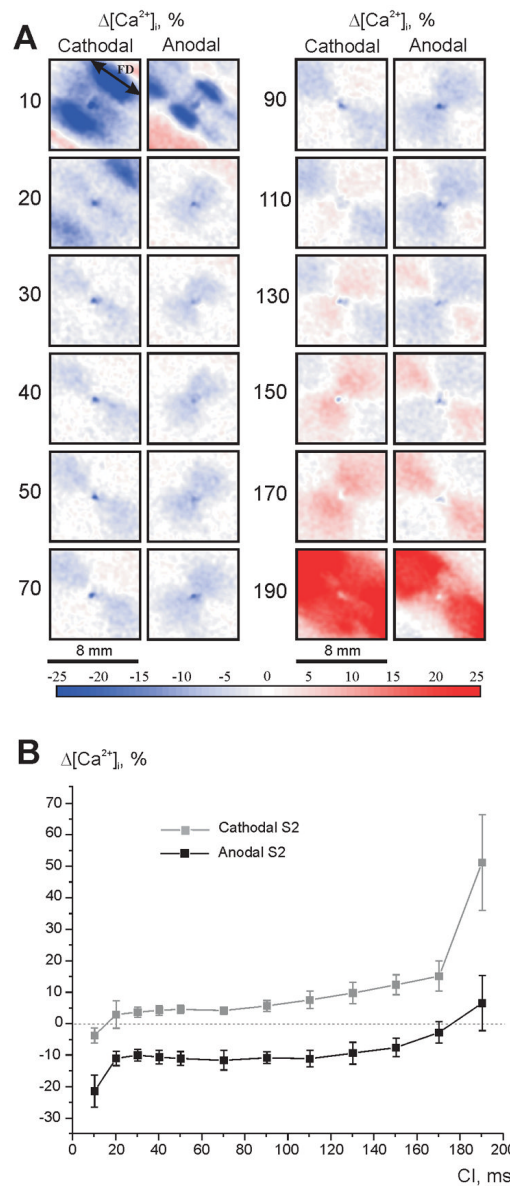 A
Δ[Ca²⁺]ᵢ, %
Cathodal Anodal
Δ[Ca²⁺]ᵢ, %
Cathodal Anodal
FD
10
20
30
40
50
70
90
110
130
150
170
190
8 mm
8 mm
-25 -20 -15 -10 -5 0 5 10 15 20 25
B
Δ[Ca²⁺]ᵢ, %
Cathodal S2
Anodal S2
70
60
50
40
30
20
10
0
-10
-20
-30
0 20 40 60 80 100 120 140 160 180 200
CI, ms